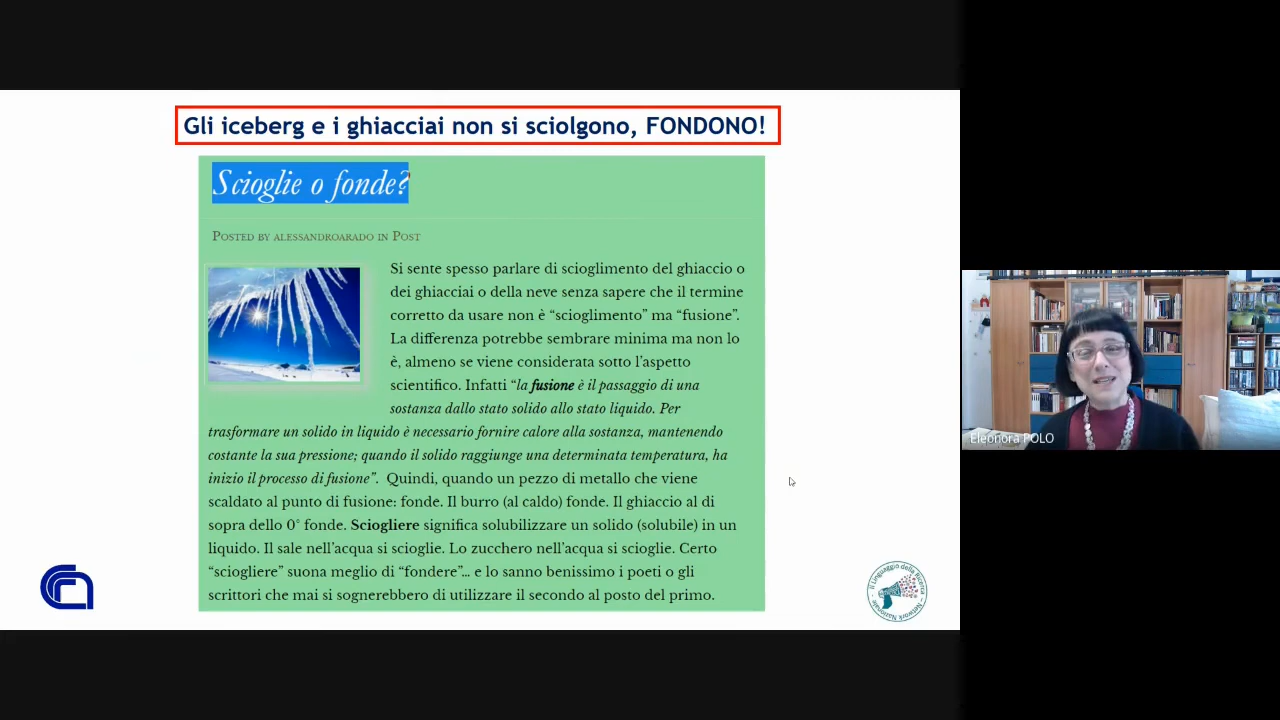 Gli iceberg e i ghiacciai non si sciolgono, FONDONO!
Scioglie o fonde?
Posted by alessandroarado in Post
Si sente spesso parlare di scioglimento del ghiaccio o
dei ghiacciai o della neve senza sapere che il termine
corretto da usare non è “scioglimento” ma “fusione”.
La differenza potrebbe sembrare minima ma non lo
è, almeno se viene considerata sotto l’aspetto
scientifico. Infatti “la fusione è il passaggio di una
sostanza dallo stato solido allo stato liquido. Per
trasformare un solido in liquido è necessario fornire calore alla sostanza, mantenendo
costante la sua pressione; quando il solido raggiunge una determinata temperatura, ha
inizio il processo di fusione”. Quindi, quando un pezzo di metallo che viene
scaldato al punto di fusione: fonde. Il burro (al caldo) fonde. Il ghiaccio al di
sopra dello 0° fonde. Sciogliere significa solubilizzare un solido (solubile) in un
liquido. Il sale nell’acqua si scioglie. Lo zucchero nell’acqua si scioglie. Certo
“sciogliere” suona meglio di “fondere”… e lo sanno benissimo i poeti o gli
scrittori che mai si sognerebbero di utilizzare il secondo al posto del primo.
Il Linguaggio della Ricerca
Network Nazionale
Eleonora POLO